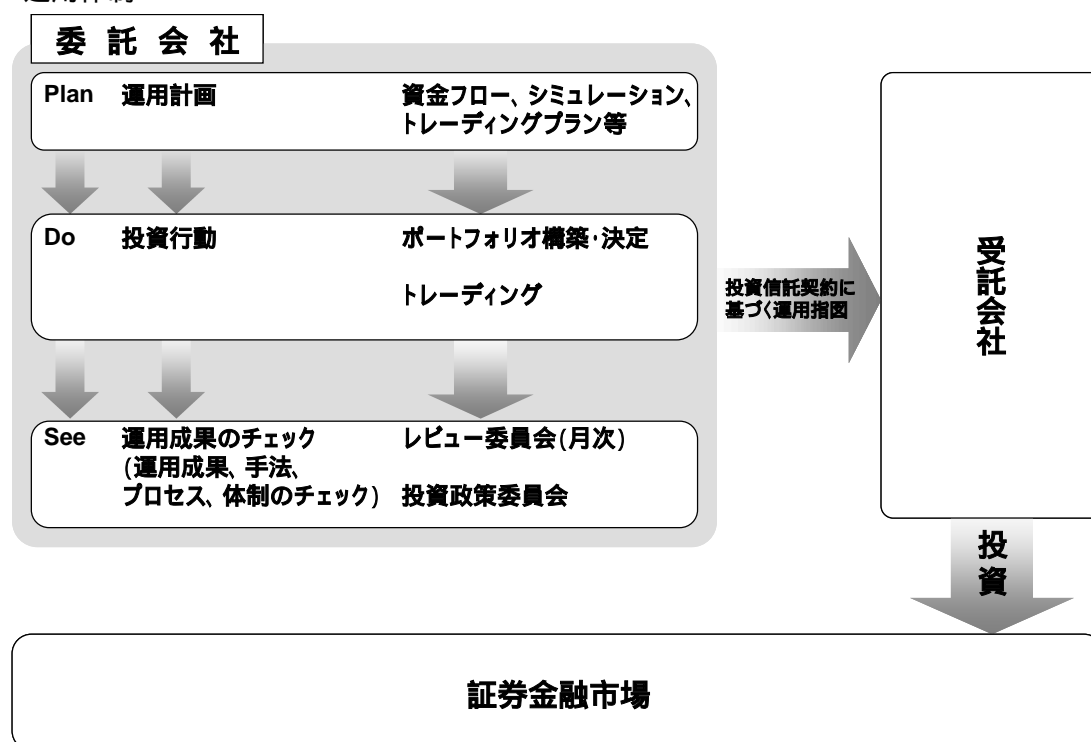 委託会社
Plan 運用計画 資金フロー、シミュレーション、
トレーディングプラン等
Do 投資行動 ポートフォリオ構築・決定
トレーディング
See 運用成果のチェック レビュー委員会(月次)
(運用成果、手法、
プロセス、体制のチェック) 投資政策委員会
投資信託契約に
基づく運用指図
受託会社
投資
証券金融市場